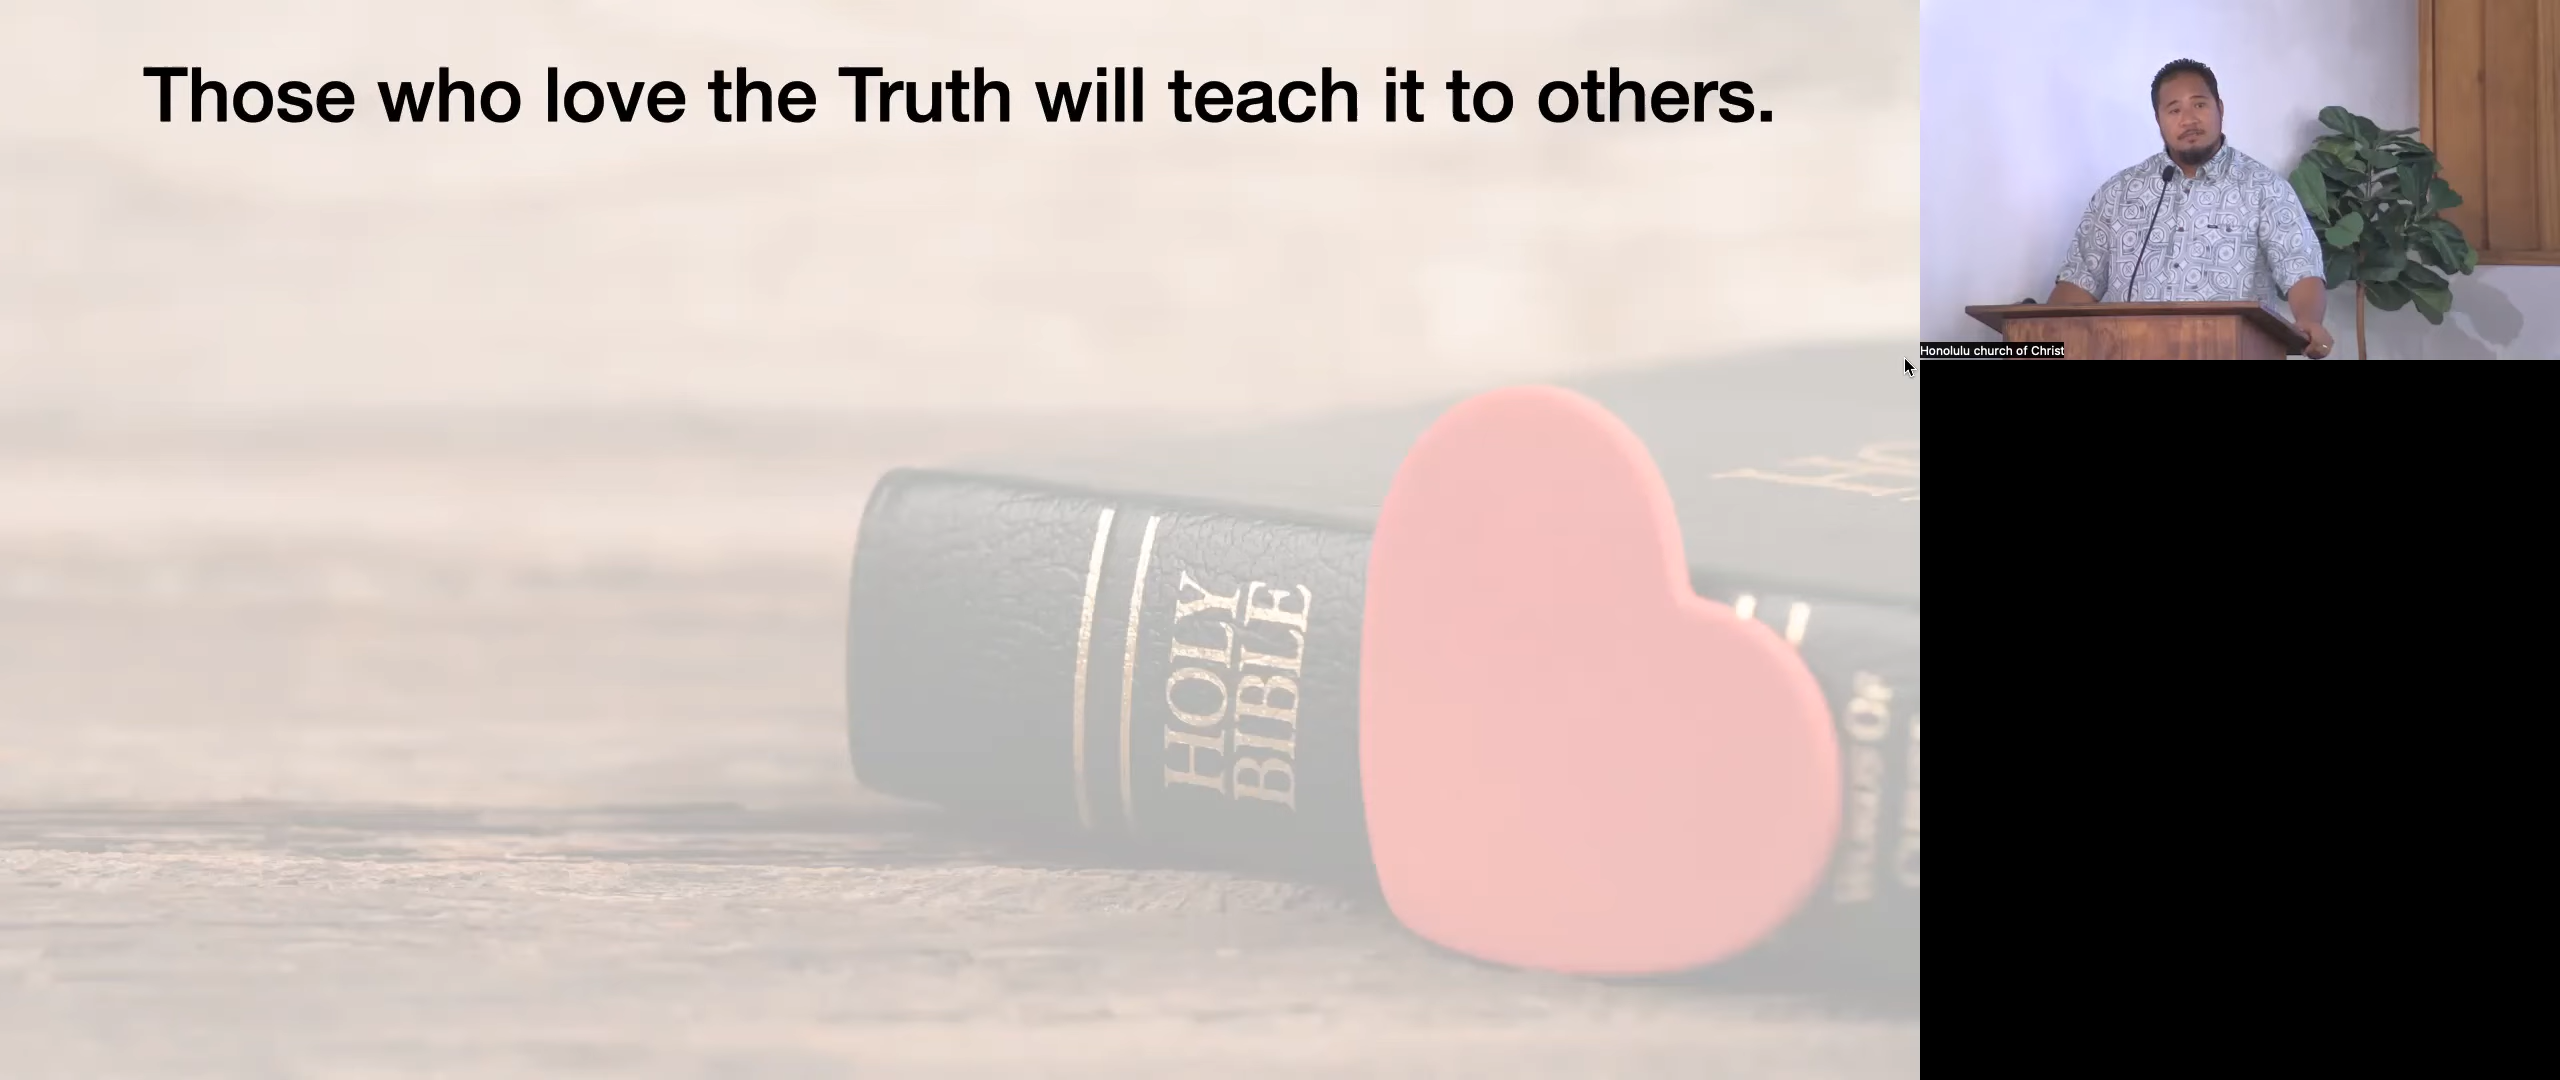 Those who love the Truth will teach it to others.
HOLY
BIBLE
Honolulu church of Christ